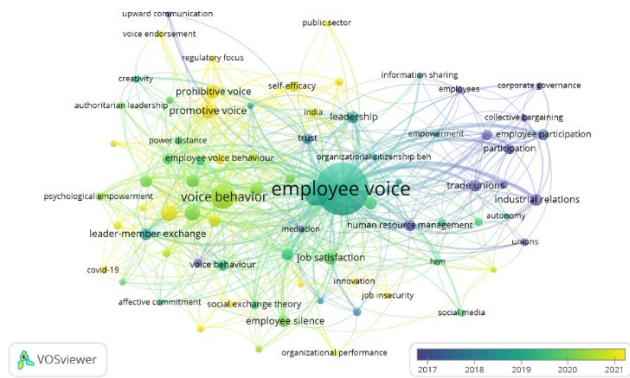 upward communication
voice endorsement
public sector
regulatory focus
creativity
prohibitive voice
self-efficacy
information sharing
employees
corporate governance
authoritarian leadership
promotive voice
india
leadership
collective bargaining
power distance
trust
empowerment
employee participation
employee voice behaviour
organizational citizenship beh
participation
psychological empowerment
voice behavior
employee voice
trade unions
industrial relations
leader-member exchange
mediation
human resource management
autonomy
unions
covid-19
voice behaviour
job satisfaction
hrm
affective commitment
social exchange theory
innovation
job insecurity
employee silence
social media
organizational performance
VOSviewer
2017 2018 2019 2020 2021